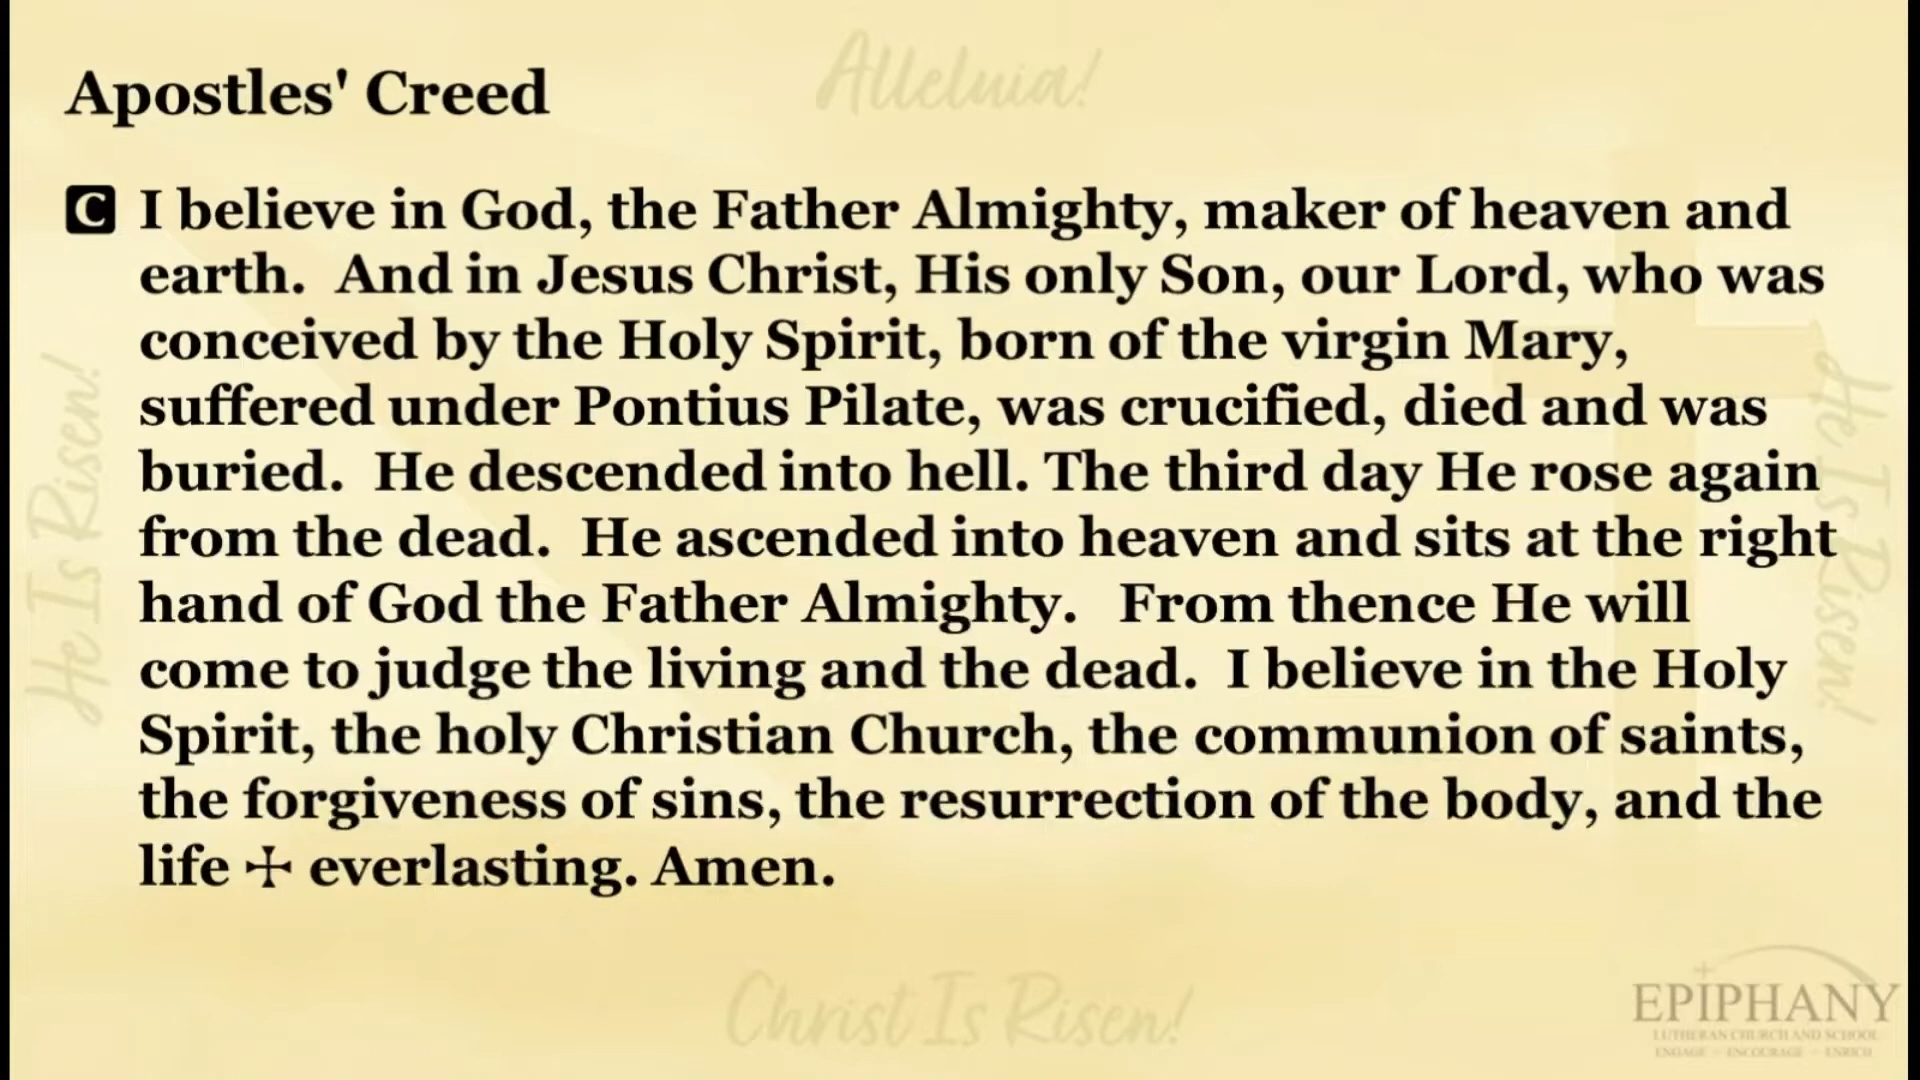 Alleluia!
Apostles' Creed
C I believe in God, the Father Almighty, maker of heaven and
earth.  And in Jesus Christ, His only Son, our Lord, who was
conceived by the Holy Spirit, born of the virgin Mary,
suffered under Pontius Pilate, was crucified, died and was
buried.  He descended into hell. The third day He rose again
from the dead.  He ascended into heaven and sits at the right
hand of God the Father Almighty.   From thence He will
come to judge the living and the dead.  I believe in the Holy
Spirit, the holy Christian Church, the communion of saints,
the forgiveness of sins, the resurrection of the body, and the
life ☩ everlasting. Amen.
He Is Risen!
He Is Risen!
Christ Is Risen!
EPIPHANY
LUTHERAN CHURCH AND SCHOOL
ENGAGE ~ ENCOURAGE ~ ENRICH